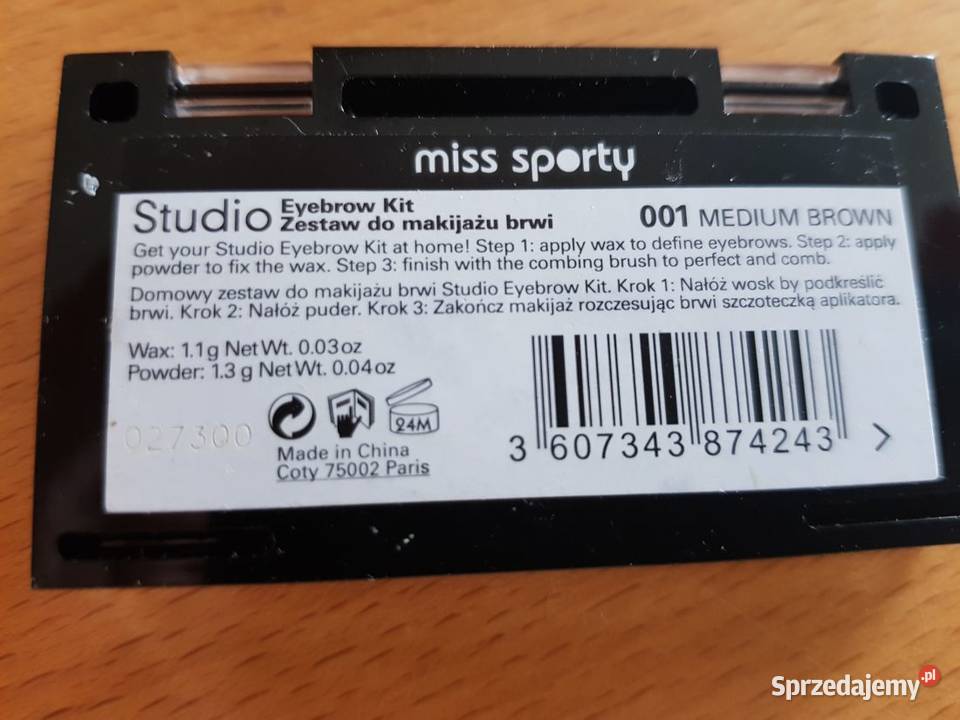 miss sporty
Studio Eyebrow Kit
Zestaw do makijażu brwi
001 MEDIUM BROWN
Get your Studio Eyebrow Kit at home! Step 1: apply wax to define eyebrows. Step 2: apply
powder to fix the wax. Step 3: finish with the combing brush to perfect and comb.
Domowy zestaw do makijażu brwi Studio Eyebrow Kit. Krok 1: Nałóż wosk by podkreślić
brwi. Krok 2: Nałóż puder. Krok 3: Zakończ makijaż rozczesując brwi szczoteczką aplikatora.
Wax: 1.1 g Net Wt. 0.03 oz
Powder: 1.3 g Net Wt. 0.04 oz
24M
027300
Made in China
Coty 75002 Paris
3 607343 874243 >
Sprzedajemy.pl